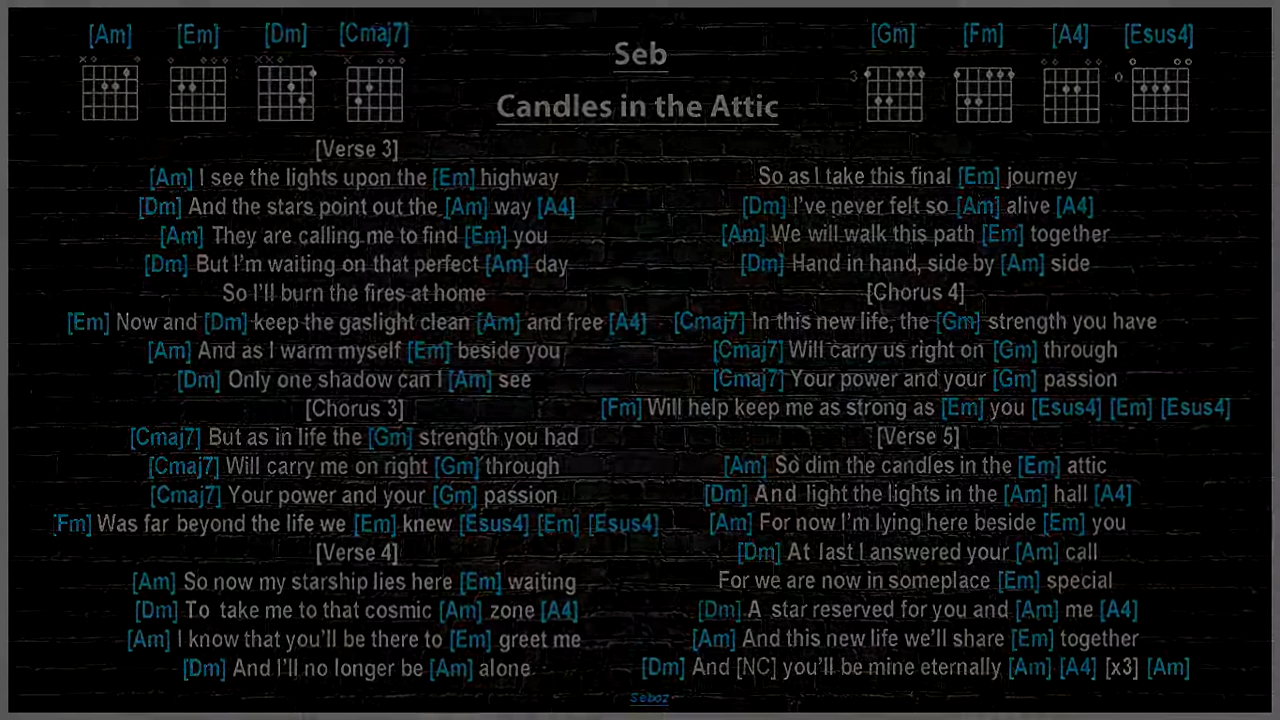 [Am] [Em] [Dm] [Cmaj7]
Seb
Candles in the Attic
[Gm] [Fm] [A4] [Esus4]
3
[Verse 3]
[Am] I see the lights upon the [Em] highway
[Dm] And the stars point out the [Am] way [A4]
[Am] They are calling me to find [Em] you
[Dm] But I'm waiting on that perfect [Am] day
So I'll burn the fires at home
[Em] Now and [Dm] keep the gaslight clean [Am] and free [A4]
[Am] And as I warm myself [Em] beside you
[Dm] Only one shadow can I [Am] see
[Chorus 3]
[Cmaj7] But as in life the [Gm] strength you had
[Cmaj7] Will carry me on right [Gm] through
[Cmaj7] Your power and your [Gm] passion
[Fm] Was far beyond the life we [Em] knew [Esus4] [Em] [Esus4]
[Verse 4]
[Am] So now my starship lies here [Em] waiting
[Dm] To take me to that cosmic [Am] zone [A4]
[Am] I know that you'll be there to [Em] greet me
[Dm] And I'll no longer be [Am] alone
So as I take this final [Em] journey
[Dm] I've never felt so [Am] alive [A4]
[Am] We will walk this path [Em] together
[Dm] Hand in hand, side by [Am] side
[Chorus 4]
[Cmaj7] In this new life, the [Gm] strength you have
[Cmaj7] Will carry us right on [Gm] through
[Cmaj7] Your power and your [Gm] passion
[Fm] Will help keep me as strong as [Em] you [Esus4] [Em] [Esus4]
[Verse 5]
[Am] So dim the candles in the [Em] attic
[Dm] And light the lights in the [Am] hall [A4]
[Am] For now I'm lying here beside [Em] you
[Dm] At last I answered your [Am] call
For we are now in someplace [Em] special
[Dm] A star reserved for you and [Am] me [A4]
[Am] And this new life we'll share [Em] together
[Dm] And [NC] you'll be mine eternally [Am] [A4] [x3] [Am]
Seboz